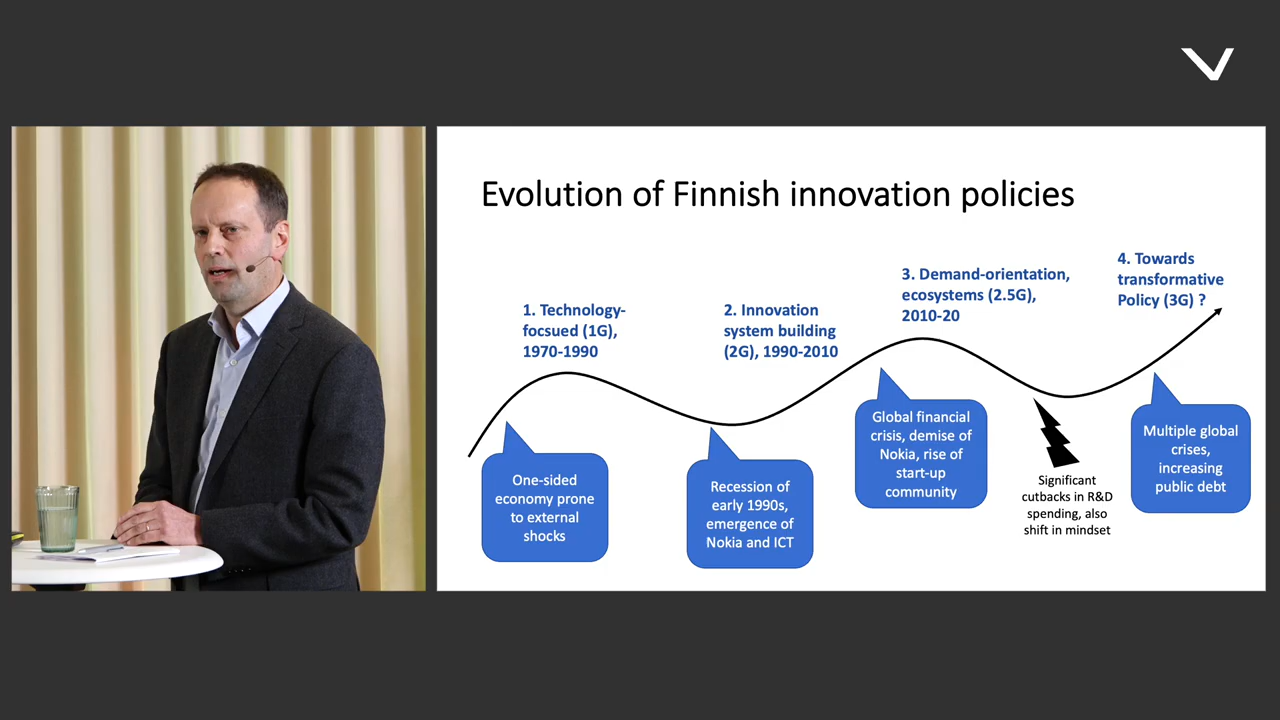 Evolution of Finnish innovation policies
1. Technology-
focsued (1G),
1970-1990
2. Innovation
system building
(2G), 1990-2010
3. Demand-orientation,
ecosystems (2.5G),
2010-20
4. Towards
transformative
Policy (3G) ?
One-sided
economy prone
to external
shocks
Recession of
early 1990s,
emergence of
Nokia and ICT
Global financial
crisis, demise of
Nokia, rise of
start-up
community
Significant
cutbacks in R&D
spending, also
shift in mindset
Multiple global
crises,
increasing
public debt